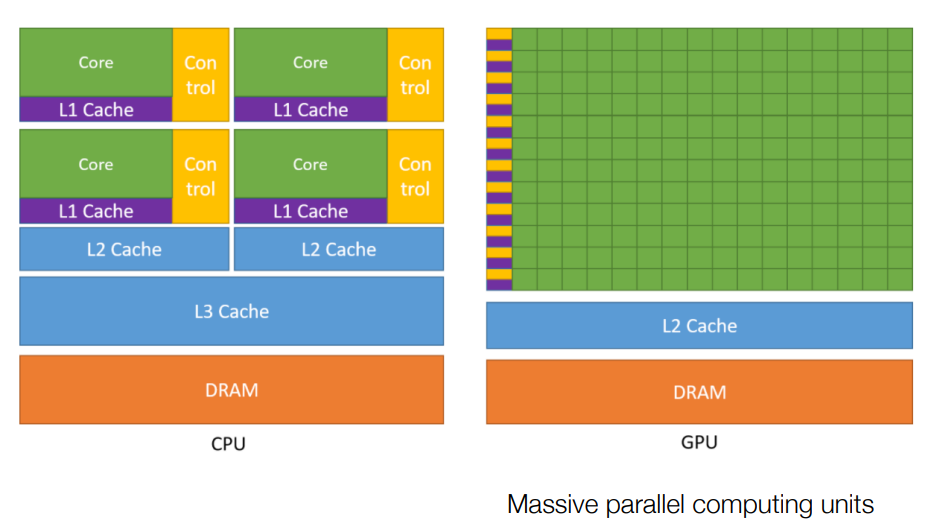 Core
Con
trol
Core
Con
trol
L1 Cache
L1 Cache
Core
Con
trol
Core
Con
trol
L1 Cache
L1 Cache
L2 Cache
L2 Cache
L3 Cache
DRAM
CPU
L2 Cache
DRAM
GPU
Massive parallel computing units